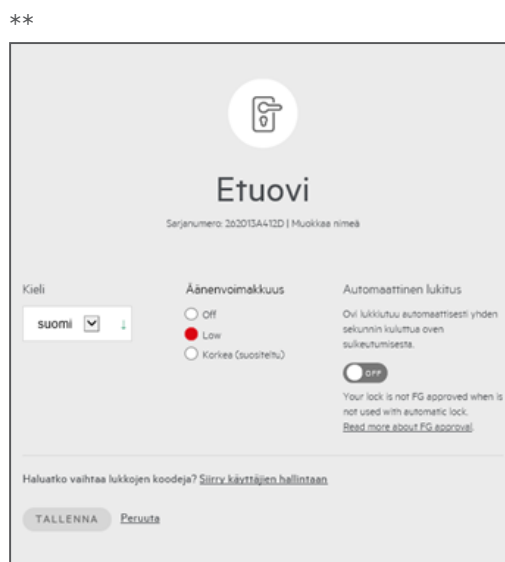 **
Etuovi
Sarjanumero: 262013A412D | Muokkaa nimeä
Kieli
suomi
Äänenvoimakkuus
Off
Low
Korkea (suositeltu)
Automaattinen lukitus
Ovi lukkiutuu automaattisesti yhden
sekunnin kuluttua oven
sulkeutumisesta.
OFF
Your lock is not FG approved when is
not used with automatic lock.
Read more about FG approval.
Haluatko vaihtaa lukkojen koodeja? Siirry käyttäjien hallintaan
TALLENNA Peruuta